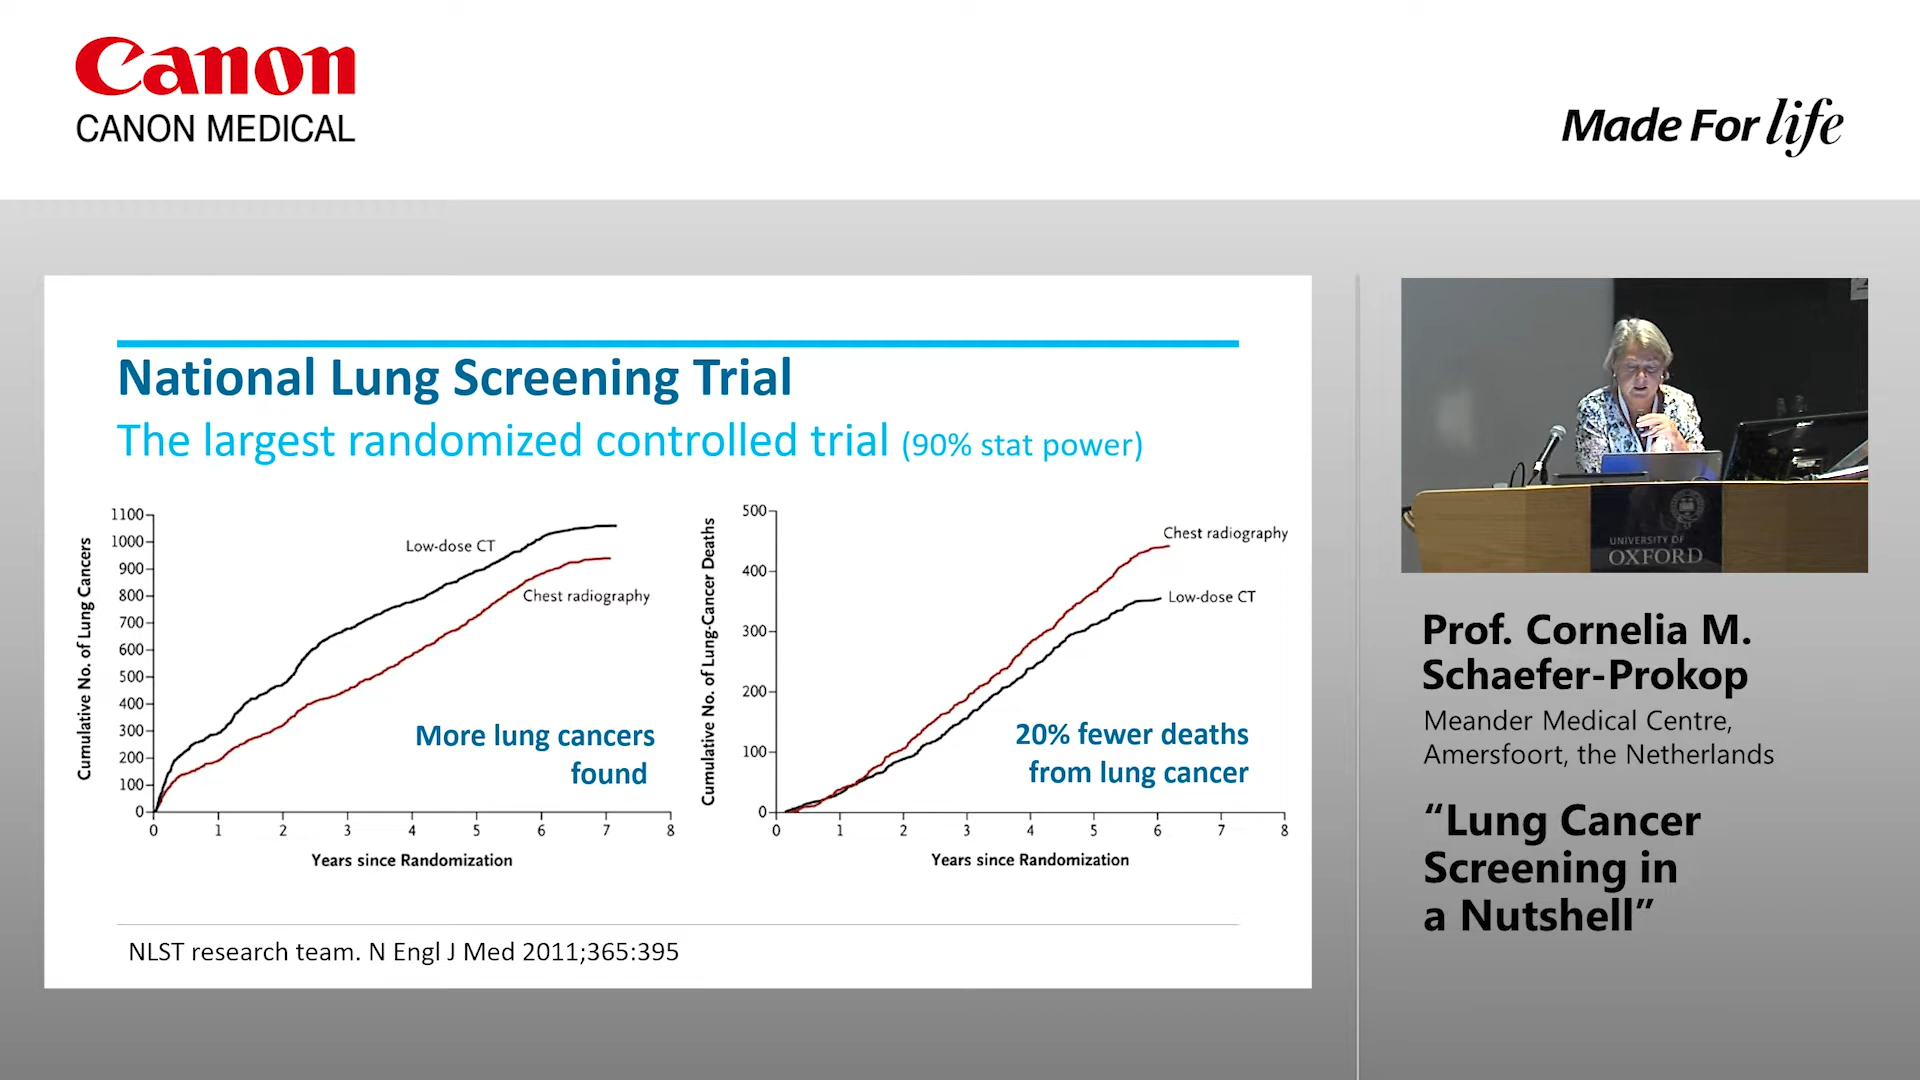 Canon
CANON MEDICAL
Made For life
National Lung Screening Trial
The largest randomized controlled trial (90% stat power)
Cumulative No. of Lung Cancers
1100
1000
900
800
700
600
500
400
300
200
100
0
0 1 2 3 4 5 6 7 8
Low-dose CT
Chest radiography
More lung cancers
found
Years since Randomization
Cumulative No. of Lung-Cancer Deaths
500
400
300
200
100
0
0 1 2 3 4 5 6 7 8
Chest radiography
Low-dose CT
20% fewer deaths
from lung cancer
Years since Randomization
NLST research team. N Engl J Med 2011;365:395
UNIVERSITY OF
OXFORD
Prof. Cornelia M.
Schaefer-Prokop
Meander Medical Centre,
Amersfoort, the Netherlands
“Lung Cancer
Screening in
a Nutshell”